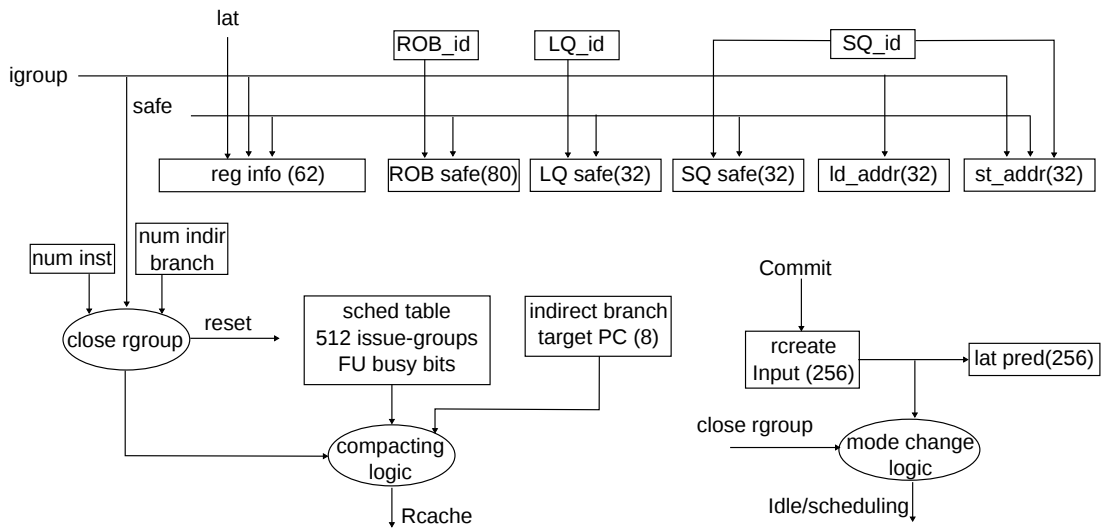 lat
ROB_id
LQ_id
SQ_id
igroup
safe
reg info (62)
ROB safe(80)
LQ safe(32)
SQ safe(32)
ld_addr(32)
st_addr(32)
num inst
num indir
branch
close rgroup
reset
sched table
512 issue-groups
FU busy bits
indirect branch
target PC (8)
compacting
logic
Rcache
Commit
rcreate
Input (256)
lat pred(256)
close rgroup
mode change
logic
Idle/scheduling